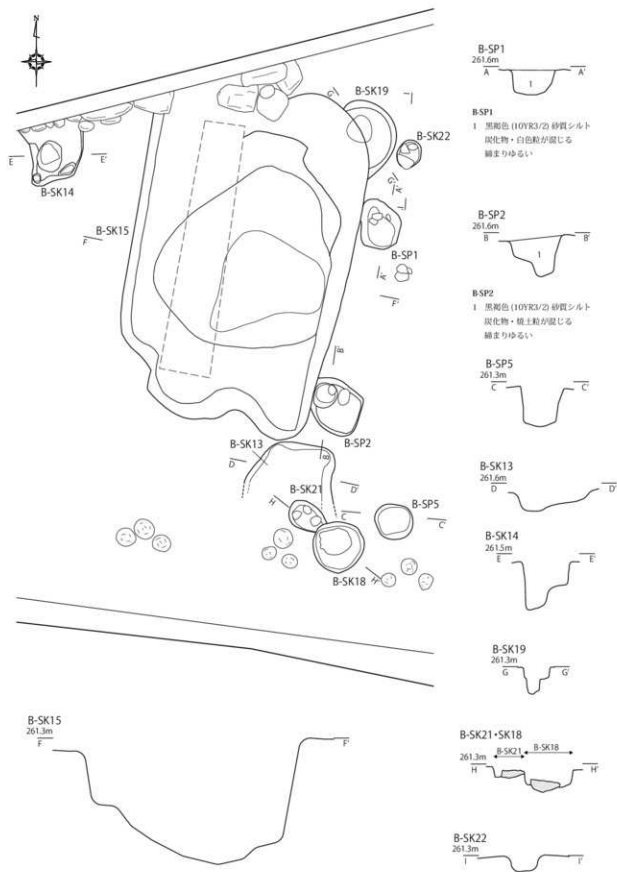 N
B-SK19
B-SK22
E
E'
B-SK14
G
G'
I
I'
A'
B-SK15
F
B-SP1
A
F'
B
B-SP2
B-SK13
B'
D
D'
B-SK21
H
C
B-SP5
C'
B-SK18
H'
B-SP1
261.6m
A
A'
1
B-SP1
1 黒褐色(10YR3/2)砂質シルト
炭化物・白色粒が混じる
締まりゆるい
B-SP2
261.6m
B
B'
1
B-SP2
1 黒褐色(10YR3/2)砂質シルト
炭化物・焼土粒が混じる
締まりゆるい
B-SP5
261.3m
C
C'
B-SK13
261.6m
D
D'
B-SK14
261.5m
E
E'
B-SK19
261.3m
G
G'
B-SK15
261.3m
F
F'
B-SK21・SK18
B-SK21
B-SK18
261.3m
H
H'
B-SK22
261.3m
I
I'